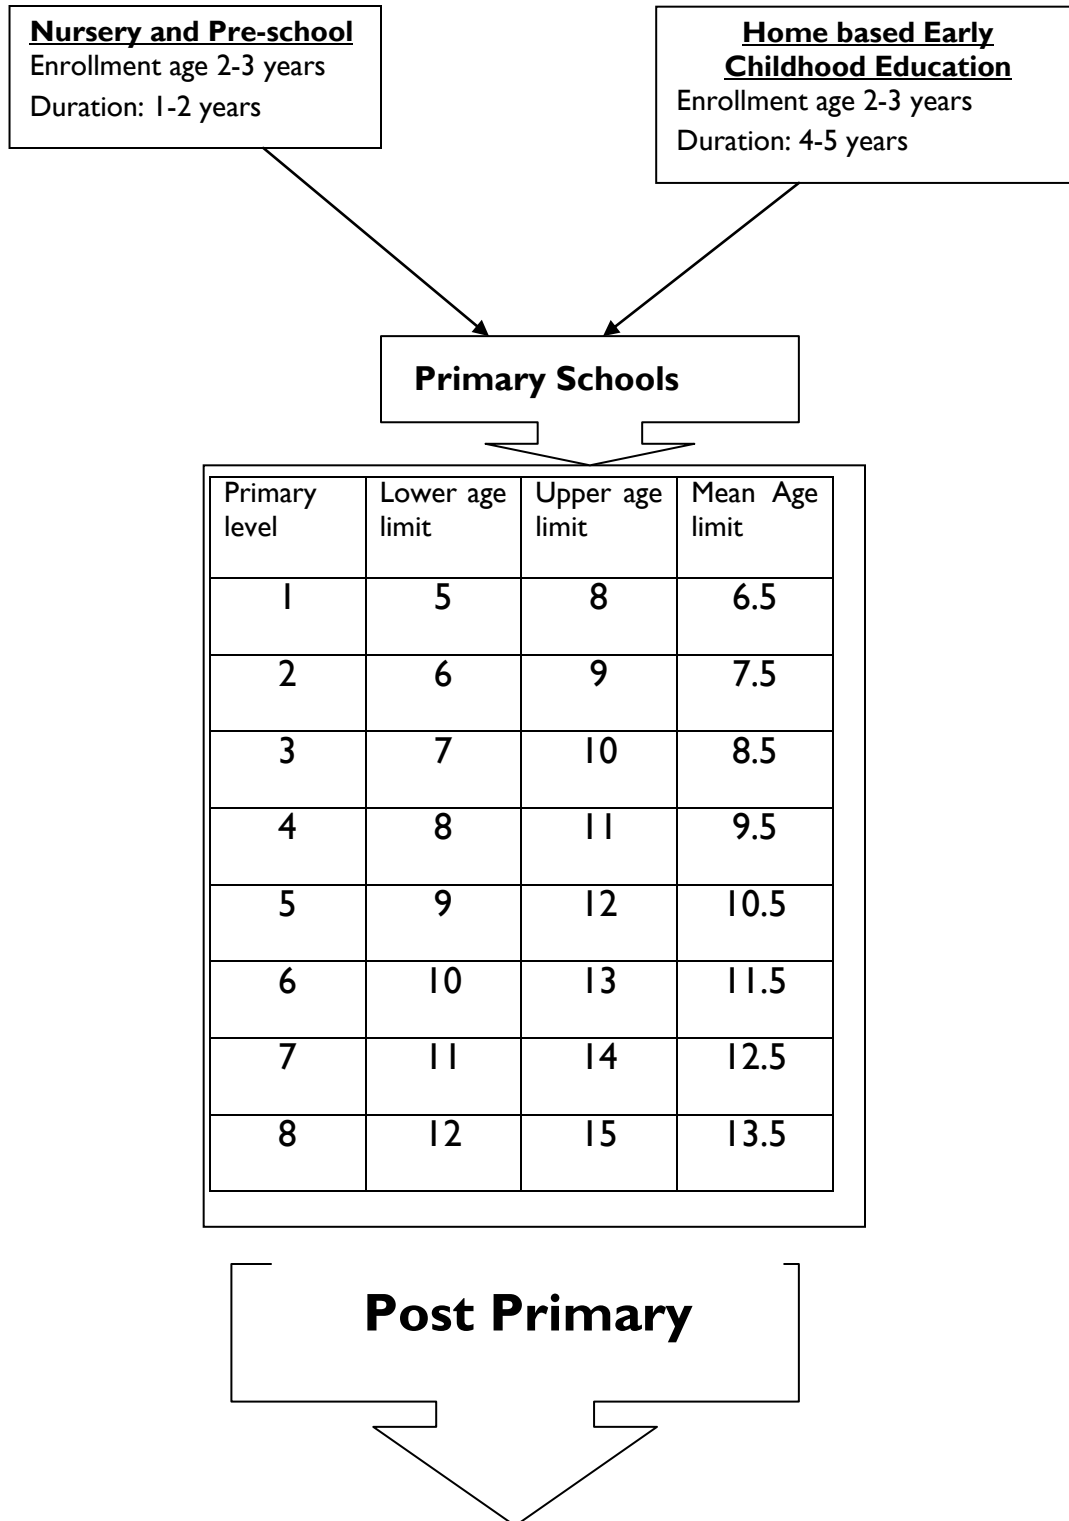 Nursery and Pre-school
Enrollment age 2-3 years
Duration: 1-2 years
Home based Early
Childhood Education
Enrollment age 2-3 years
Duration: 4-5 years
Primary Schools
Primary level Lower age limit Upper age limit Mean Age limit
1 5 8 6.5
2 6 9 7.5
3 7 10 8.5
4 8 11 9.5
5 9 12 10.5
6 10 13 11.5
7 11 14 12.5
8 12 15 13.5
Post Primary